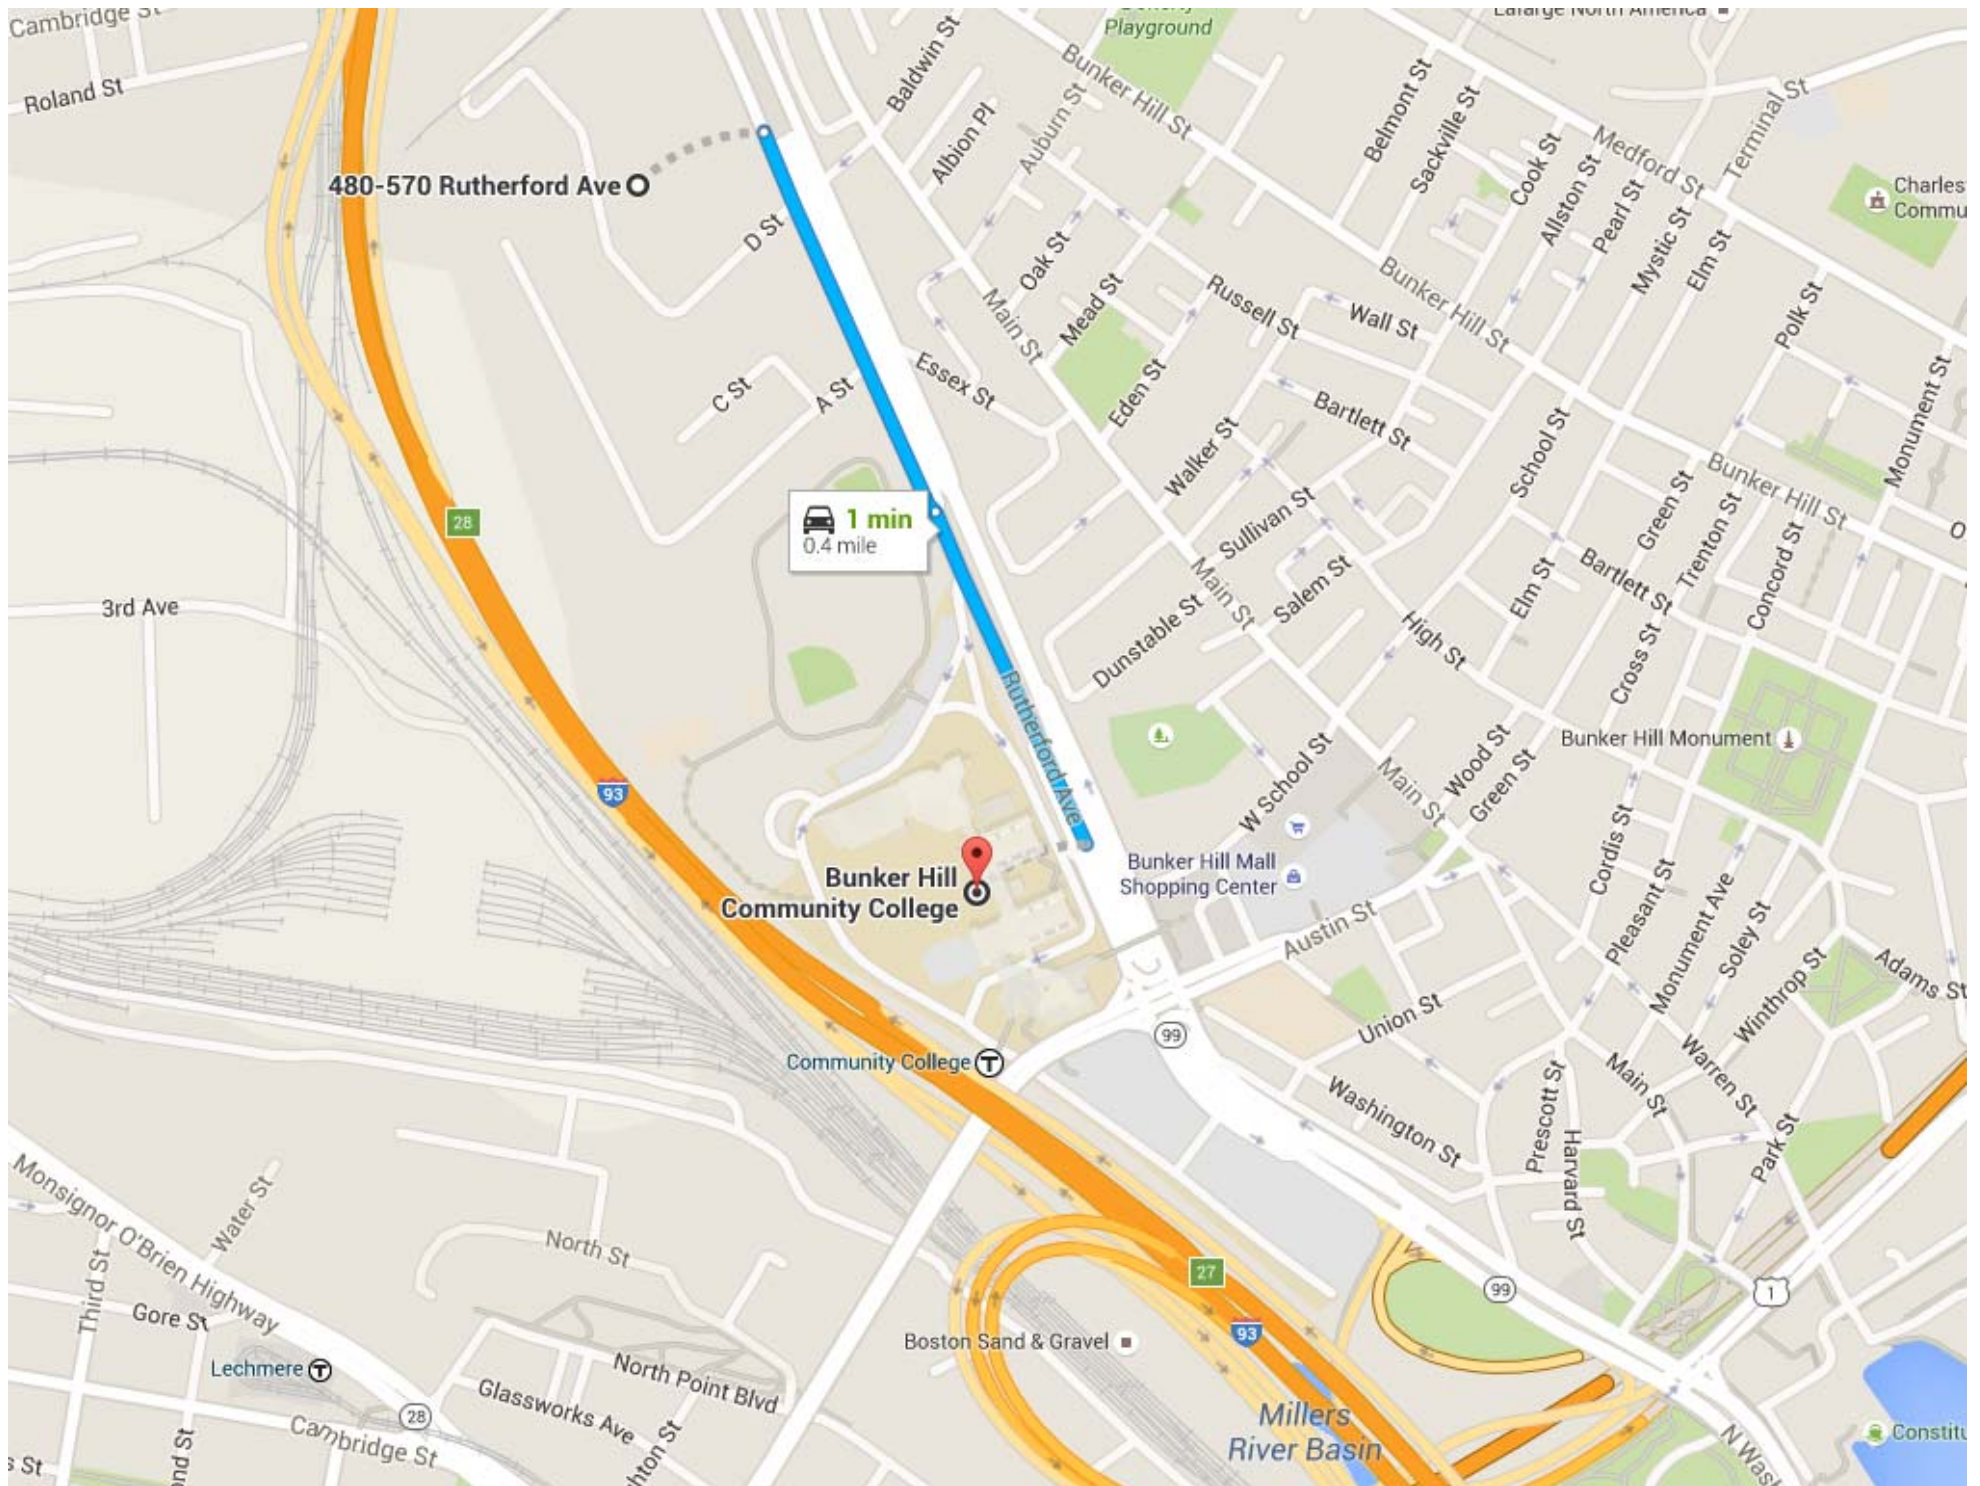 Cambridge St
Roland St
480-570 Rutherford Ave
Playground
Lafarge North America
Baldwin St
Albion Pl
Auburn St
Bunker Hill St
Belmont St
Sackville St
Cook St
Allston St
Pearl St
Medford St
Terminal St
Mystic St
Elm St
Charles
Commu
D St
Oak St
Mead St
Main St
Russell St
Wall St
Bunker Hill St
Polk St
Monument St
C St
A St
Essex St
Eden St
Bartlett St
Walker St
School St
Green St
Bunker Hill St
28
1 min
0.4 mile
Sullivan St
Trenton St
Concord St
O
3rd Ave
Main St
Salem St
Elm St
Bartlett St
Dunstable St
High St
Cross St
Rutherford Ave
Bunker Hill Monument
93
W School St
Main St
Wood St
Green St
Cordis St
Bunker Hill
Community College
Bunker Hill Mall
Shopping Center
Pleasant St
Monument Ave
Soley St
Austin St
Winthrop St
Adams St
Union St
99
Community College
T
Washington St
Prescott St
Harvard St
Main St
Warren St
Park St
Monsignor O'Brien Highway
Water St
Third St
North St
Gore St
27
93
99
1
Boston Sand & Gravel
Lechmere
T
North Point Blvd
Glassworks Ave
28
Cambridge St
Millers
River Basin
Constitu
N Was
s St
ond St
hton St